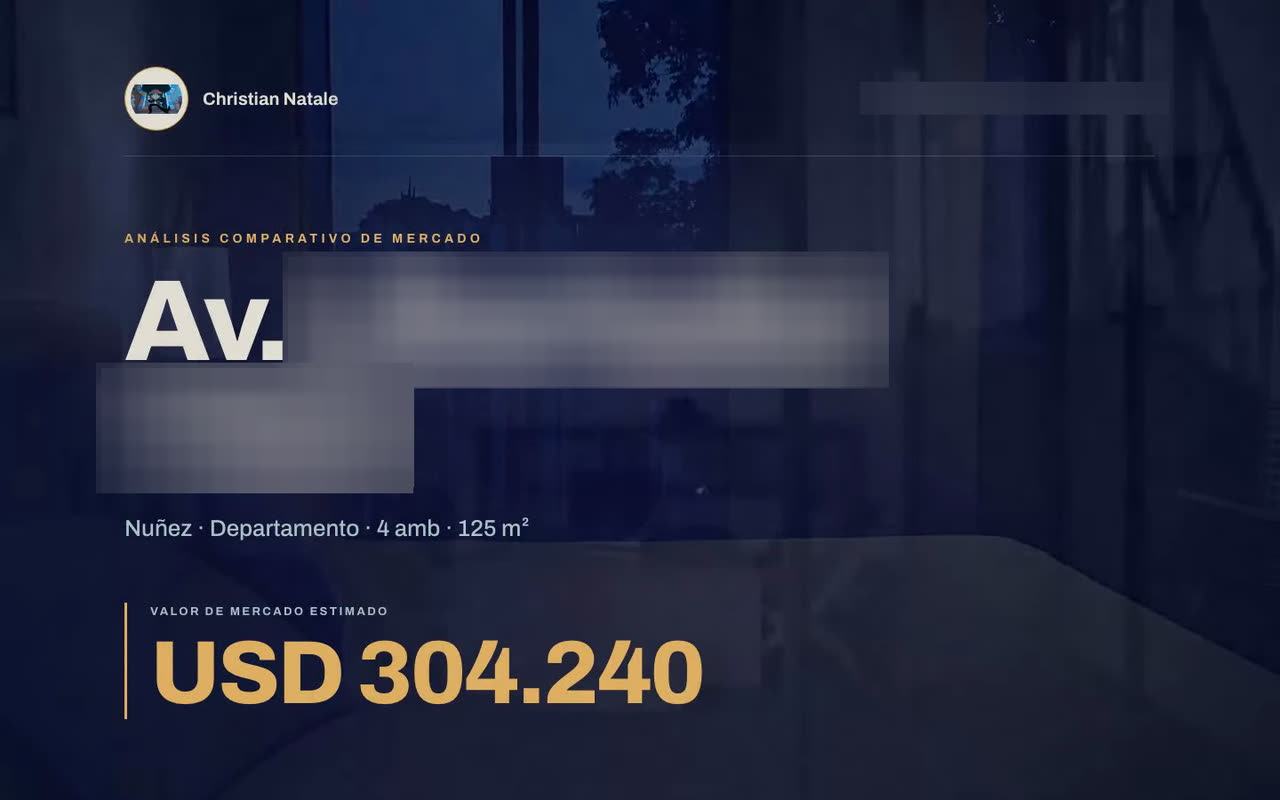 Christian Natale
ANÁLISIS COMPARATIVO DE MERCADO
Av.
Nuñez · Departamento · 4 amb · 125 m²
VALOR DE MERCADO ESTIMADO
USD 304.240